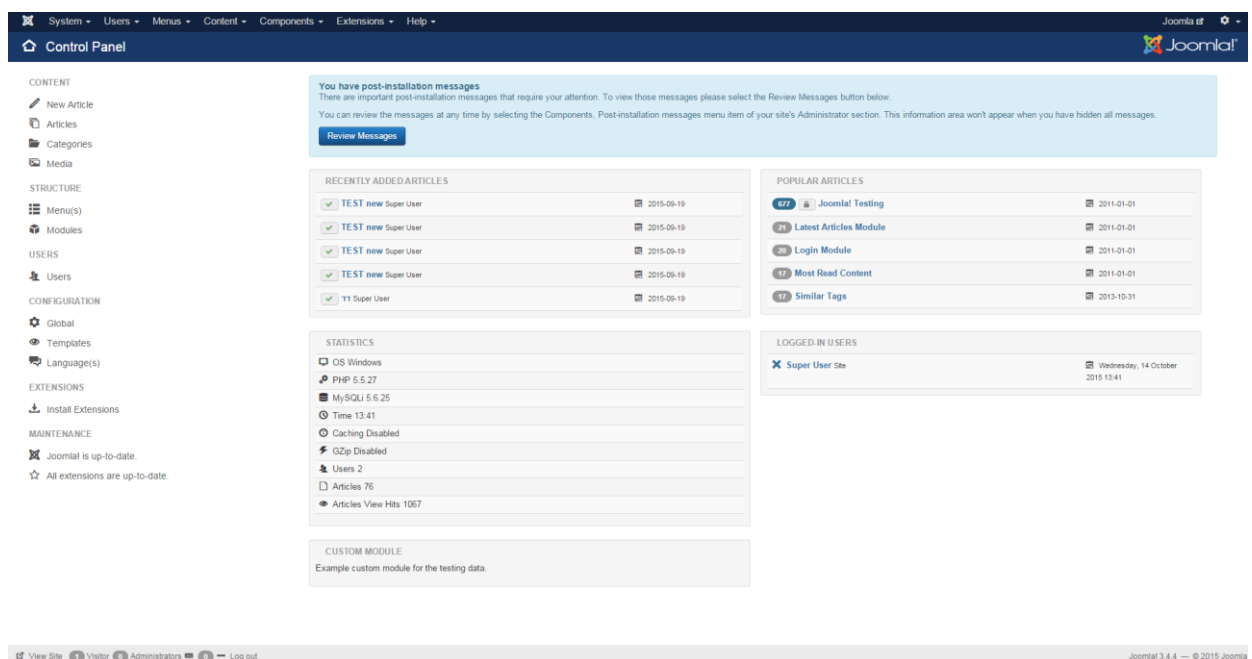 System Users Menus Content Components Extensions Help Joomla
Control Panel Joomla!
CONTENT
New Article
Articles
Categories
Media
STRUCTURE
Menu(s)
Modules
USERS
Users
CONFIGURATION
Global
Templates
Language(s)
EXTENSIONS
Install Extensions
MAINTENANCE
Joomla! is up-to-date.
All extensions are up-to-date.
You have post-installation messages
There are important post-installation messages that require your attention. To view those messages please select the Review Messages button below.
You can review the messages at any time by selecting the Components, Post-installation messages menu item of your site's Administrator section. This information area won't appear when you have hidden all messages.
Review Messages
RECENTLY ADDED ARTICLES
TEST new Super User 2015-09-19
TEST new Super User 2015-09-19
TEST new Super User 2015-09-19
TEST new Super User 2015-09-19
TT Super User 2015-09-19
POPULAR ARTICLES
677 Joomla! Testing 2011-01-01
21 Latest Articles Module 2011-01-01
20 Login Module 2011-01-01
17 Most Read Content 2011-01-01
17 Similar Tags 2013-10-31
STATISTICS
OS Windows
PHP 5.5.27
MySQLi 5.6.25
Time 13:41
Caching Disabled
GZip Disabled
Users 2
Articles 76
Articles View Hits 1067
LOGGED-IN USERS
Super User Site Wednesday, 14 October
2015 13:41
CUSTOM MODULE
Example custom module for the testing data.
View Site 1 Visitor 0 Administrators 0 Log out Joomla! 3.4.4 — © 2015 Joomla